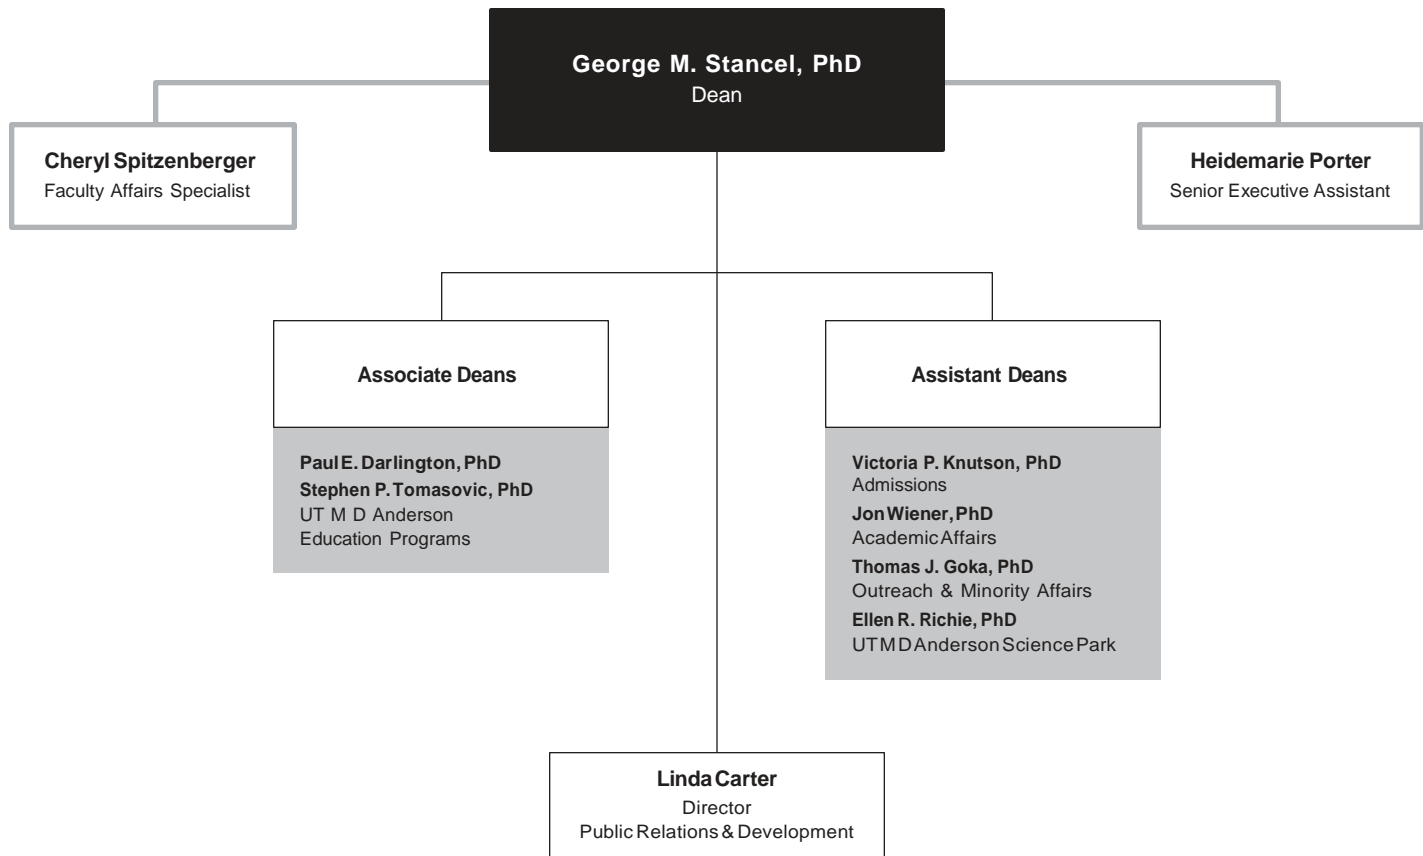 George M. Stancel, PhD
Dean
Cheryl Spitzenberger
Faculty Affairs Specialist
Heidemarie Porter
Senior Executive Assistant
Associate Deans
Paul E. Darlington, PhD
Stephen P. Tomasovic, PhD
UT M D Anderson
Education Programs
Assistant Deans
Victoria P. Knutson, PhD
Admissions
Jon Wiener, PhD
Academic Affairs
Thomas J. Goka, PhD
Outreach & Minority Affairs
Ellen R. Richie, PhD
UT M D Anderson Science Park
Linda Carter
Director
Public Relations & Development